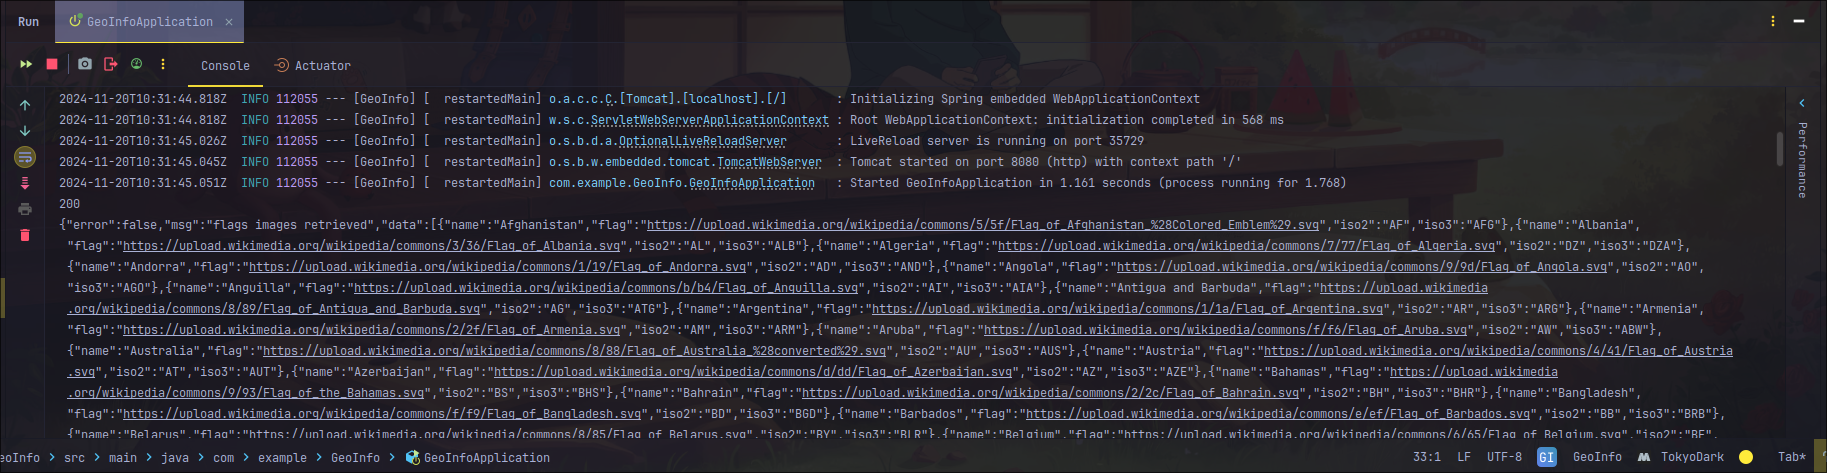 Run GeoInfoApplication ×
Console Actuator
2024-11-20T10:31:44.818Z  INFO 112055 --- [GeoInfo] [  restartedMain] o.a.c.c.C.[Tomcat].[localhost].[/]       : Initializing Spring embedded WebApplicationContext
2024-11-20T10:31:44.818Z  INFO 112055 --- [GeoInfo] [  restartedMain] w.s.c.ServletWebServerApplicationContext : Root WebApplicationContext: initialization completed in 568 ms
2024-11-20T10:31:45.026Z  INFO 112055 --- [GeoInfo] [  restartedMain] o.s.b.d.a.OptionalLiveReloadServer       : LiveReload server is running on port 35729
2024-11-20T10:31:45.045Z  INFO 112055 --- [GeoInfo] [  restartedMain] o.s.b.w.embedded.tomcat.TomcatWebServer  : Tomcat started on port 8080 (http) with context path '/'
2024-11-20T10:31:45.051Z  INFO 112055 --- [GeoInfo] [  restartedMain] com.example.GeoInfo.GeoInfoApplication   : Started GeoInfoApplication in 1.161 seconds (process running for 1.768)
200
{"error":false,"msg":"flags images retrieved","data":[{"name":"Afghanistan","flag":"https://upload.wikimedia.org/wikipedia/commons/5/5f/Flag_of_Afghanistan_%28Colored_Emblem%29.svg","iso2":"AF","iso3":"AFG"},{"name":"Albania",
"flag":"https://upload.wikimedia.org/wikipedia/commons/3/36/Flag_of_Albania.svg","iso2":"AL","iso3":"ALB"},{"name":"Algeria","flag":"https://upload.wikimedia.org/wikipedia/commons/7/77/Flag_of_Algeria.svg","iso2":"DZ","iso3":"DZA"},
{"name":"Andorra","flag":"https://upload.wikimedia.org/wikipedia/commons/1/19/Flag_of_Andorra.svg","iso2":"AD","iso3":"AND"},{"name":"Angola","flag":"https://upload.wikimedia.org/wikipedia/commons/9/9d/Flag_of_Angola.svg","iso2":"AO",
"iso3":"AGO"},{"name":"Anguilla","flag":"https://upload.wikimedia.org/wikipedia/commons/b/b4/Flag_of_Anguilla.svg","iso2":"AI","iso3":"AIA"},{"name":"Antigua and Barbuda","flag":"https://upload.wikimedia
.org/wikipedia/commons/8/89/Flag_of_Antigua_and_Barbuda.svg","iso2":"AG","iso3":"ATG"},{"name":"Argentina","flag":"https://upload.wikimedia.org/wikipedia/commons/1/1a/Flag_of_Argentina.svg","iso2":"AR","iso3":"ARG"},{"name":"Armenia",
"flag":"https://upload.wikimedia.org/wikipedia/commons/2/2f/Flag_of_Armenia.svg","iso2":"AM","iso3":"ARM"},{"name":"Aruba","flag":"https://upload.wikimedia.org/wikipedia/commons/f/f6/Flag_of_Aruba.svg","iso2":"AW","iso3":"ABW"},
{"name":"Australia","flag":"https://upload.wikimedia.org/wikipedia/commons/8/88/Flag_of_Australia_%28converted%29.svg","iso2":"AU","iso3":"AUS"},{"name":"Austria","flag":"https://upload.wikimedia.org/wikipedia/commons/4/41/Flag_of_Austria
.svg","iso2":"AT","iso3":"AUT"},{"name":"Azerbaijan","flag":"https://upload.wikimedia.org/wikipedia/commons/d/dd/Flag_of_Azerbaijan.svg","iso2":"AZ","iso3":"AZE"},{"name":"Bahamas","flag":"https://upload.wikimedia
.org/wikipedia/commons/9/93/Flag_of_the_Bahamas.svg","iso2":"BS","iso3":"BHS"},{"name":"Bahrain","flag":"https://upload.wikimedia.org/wikipedia/commons/2/2c/Flag_of_Bahrain.svg","iso2":"BH","iso3":"BHR"},{"name":"Bangladesh",
"flag":"https://upload.wikimedia.org/wikipedia/commons/f/f9/Flag_of_Bangladesh.svg","iso2":"BD","iso3":"BGD"},{"name":"Barbados","flag":"https://upload.wikimedia.org/wikipedia/commons/e/ef/Flag_of_Barbados.svg","iso2":"BB","iso3":"BRB"},
{"name":"Belarus","flag":"https://upload.wikimedia.org/wikipedia/commons/8/85/Flag_of_Belarus.svg","iso2":"BY","iso3":"BLR"},{"name":"Belgium","flag":"https://upload.wikimedia.org/wikipedia/commons/6/65/Flag_of_Belgium.svg","iso2":"BE",
Performance
eoInfo > src > main > java > com > example > GeoInfo > GeoInfoApplication 33:1 LF UTF-8 GI GeoInfo TokyoDark Tab*